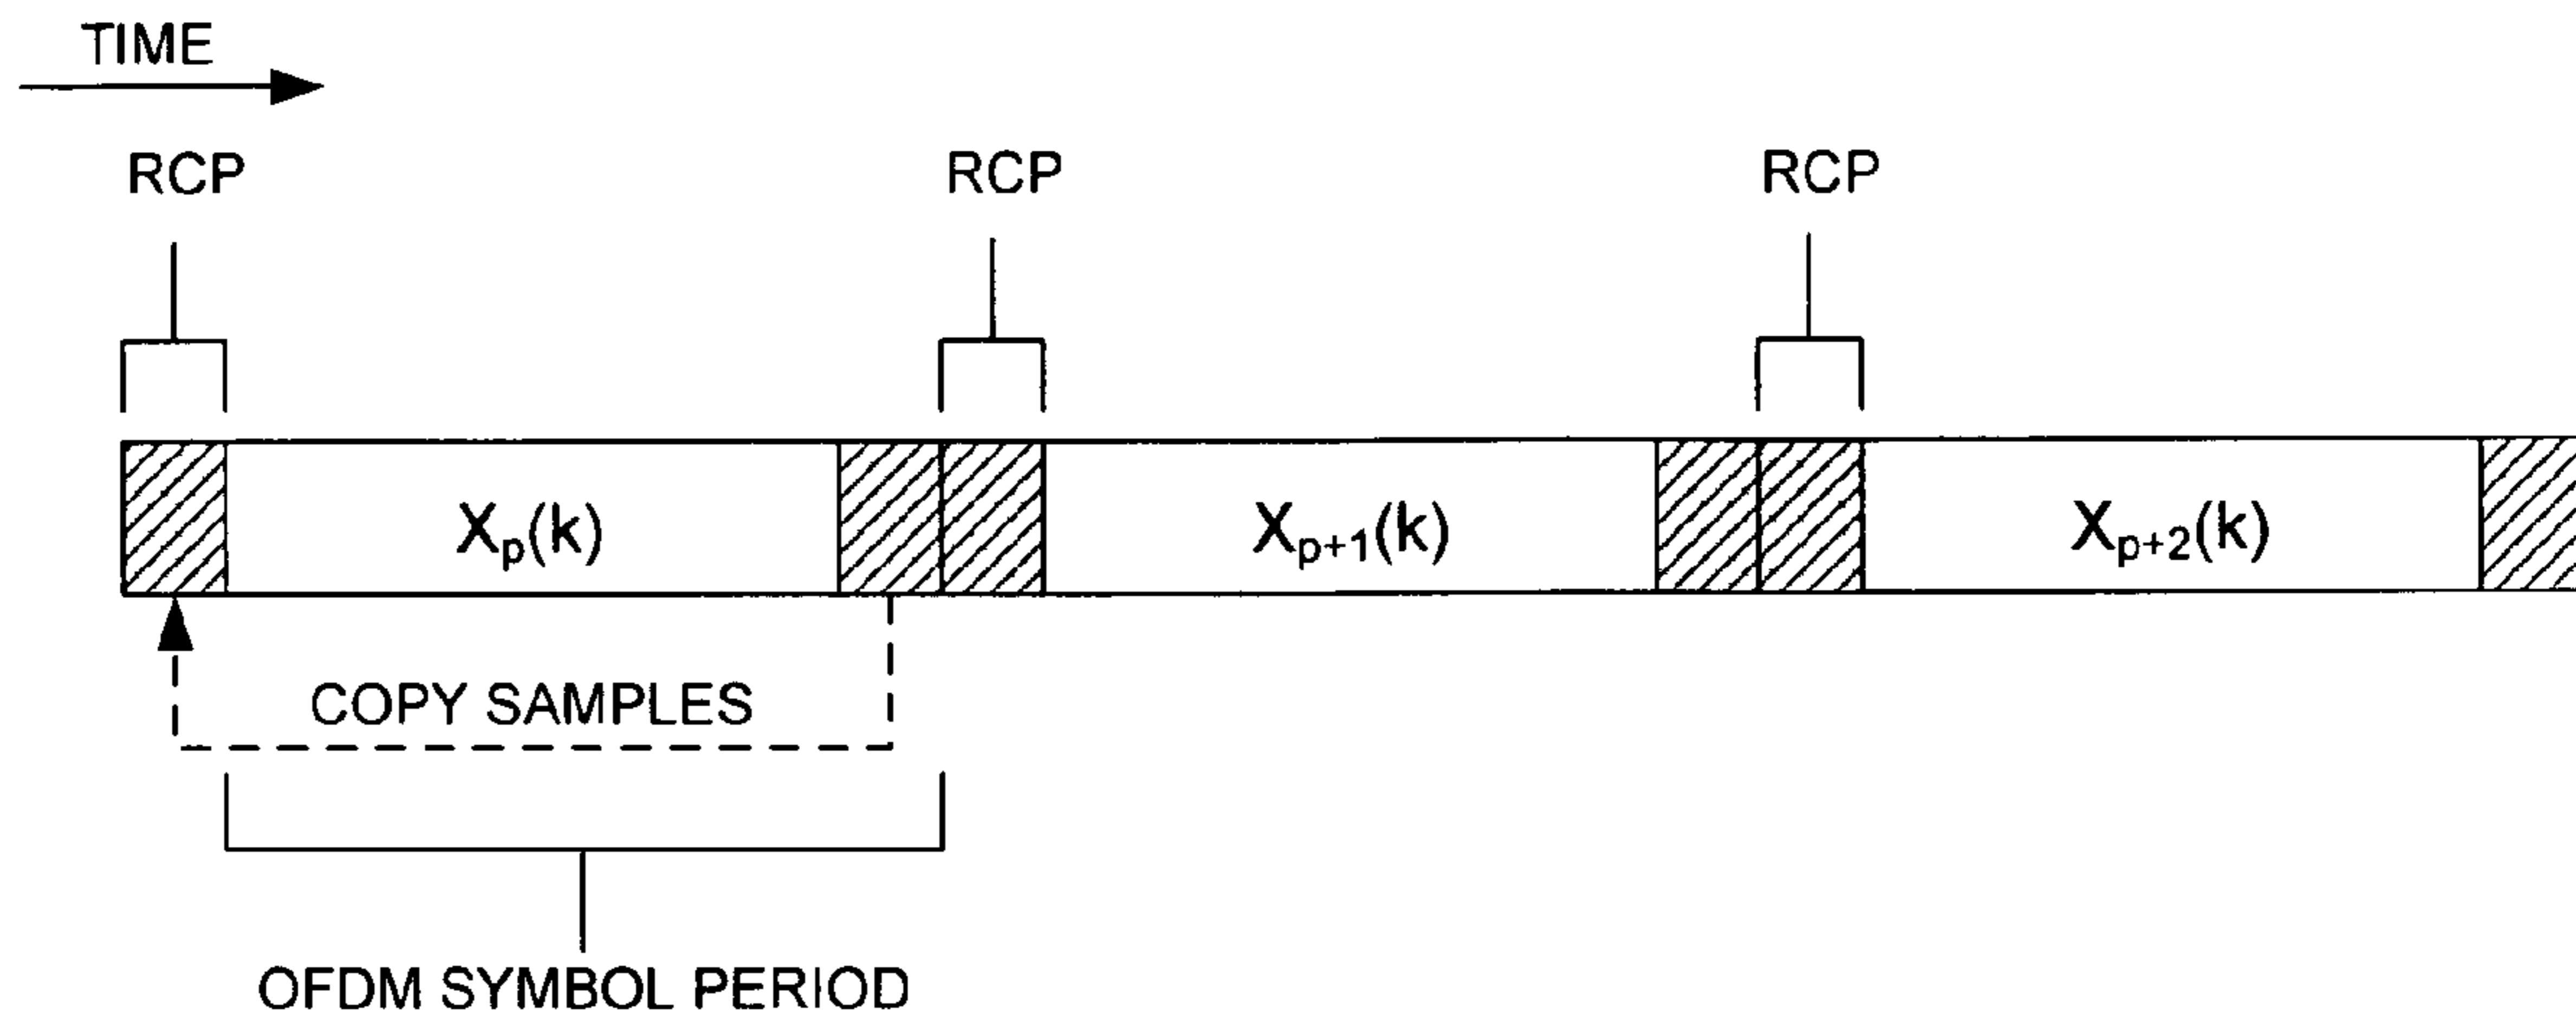 TIME
RCP RCP RCP
Xp(k) Xp+1(k) Xp+2(k)
COPY SAMPLES
OFDM SYMBOL PERIOD